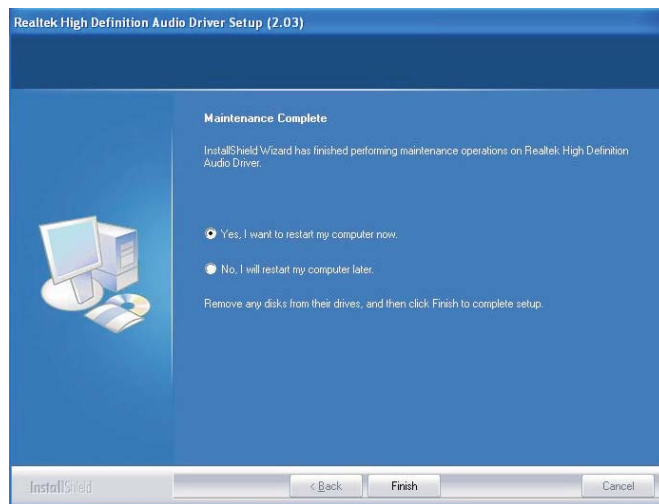 Realtek High Definition Audio Driver Setup (2.03)
Maintenance Complete
InstallShield Wizard has finished performing maintenance operations on Realtek High Definition
Audio Driver.
Yes, I want to restart my computer now.
No, I will restart my computer later.
Remove any disks from their drives, and then click Finish to complete setup.
InstallShield
< Back
Finish
Cancel